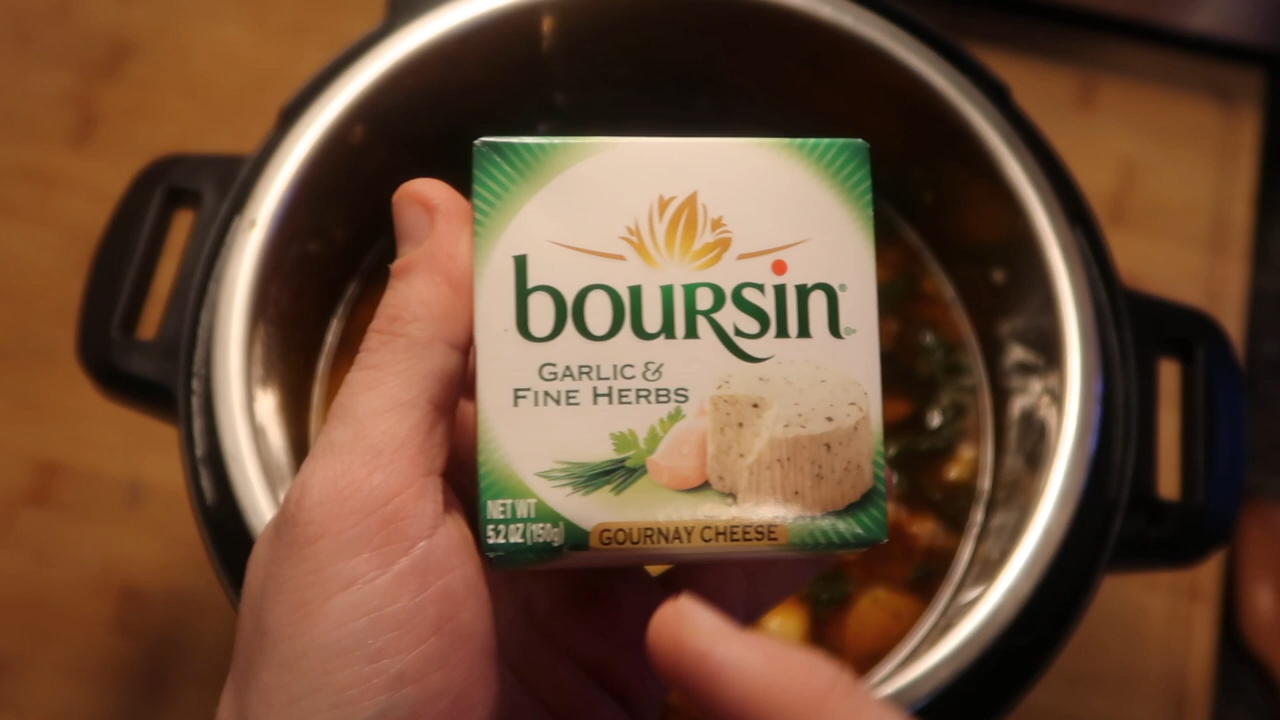 boursin®
GARLIC &
FINE HERBS
NET WT
5.2 OZ (150g)
GOURNAY CHEESE